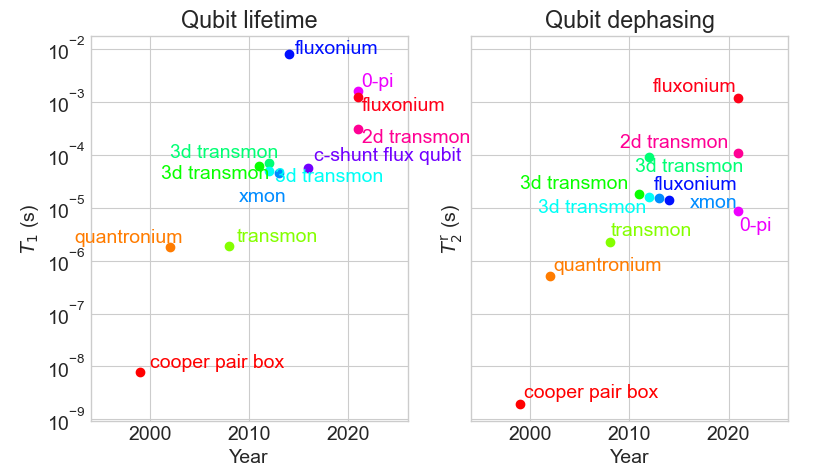 Qubit lifetime
10⁻²
10⁻³
10⁻⁴
10⁻⁵
10⁻⁶
10⁻⁷
10⁻⁸
10⁻⁹
T₁ (s)
fluxonium
0-pi
fluxonium
2d transmon
3d transmon
c-shunt flux qubit
3d transmon
3d transmon
xmon
quantronium
transmon
cooper pair box
2000
2010
2020
Year
Qubit dephasing
T₂ʳ (s)
fluxonium
2d transmon
3d transmon
3d transmon
fluxonium
3d transmon
xmon
0-pi
transmon
quantronium
cooper pair box
2000
2010
2020
Year